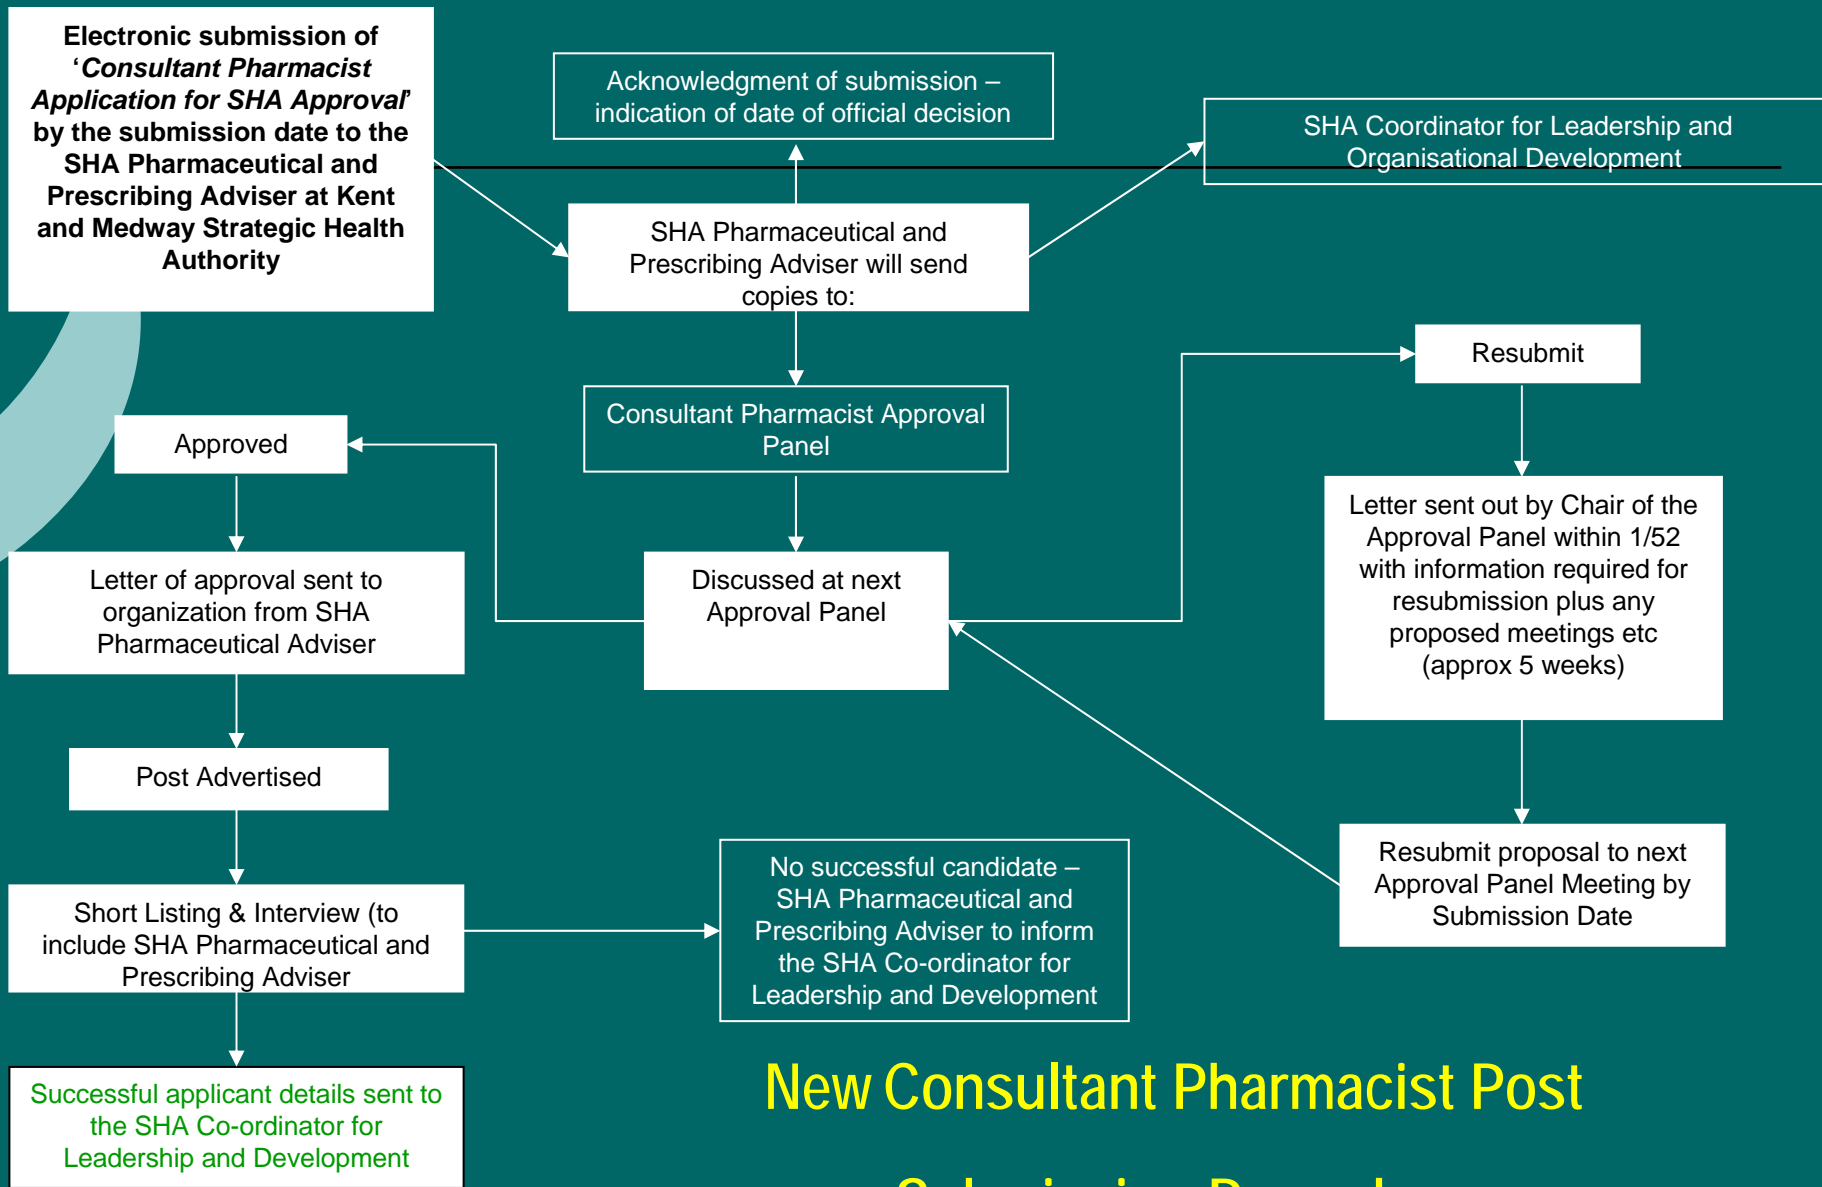 Electronic submission of
‘Consultant Pharmacist
Application for SHA Approval’
by the submission date to the
SHA Pharmaceutical and
Prescribing Adviser at Kent
and Medway Strategic Health
Authority
Acknowledgment of submission –
indication of date of official decision
SHA Coordinator for Leadership and
Organisational Development
SHA Pharmaceutical and
Prescribing Adviser will send
copies to:
Consultant Pharmacist Approval
Panel
Discussed at next
Approval Panel
Approved
Letter of approval sent to
organization from SHA
Pharmaceutical Adviser
Post Advertised
Short Listing & Interview (to
include SHA Pharmaceutical and
Prescribing Adviser
Successful applicant details sent to
the SHA Co-ordinator for
Leadership and Development
No successful candidate –
SHA Pharmaceutical and
Prescribing Adviser to inform
the SHA Co-ordinator for
Leadership and Development
Resubmit
Letter sent out by Chair of the
Approval Panel within 1/52
with information required for
resubmission plus any
proposed meetings etc
(approx 5 weeks)
Resubmit proposal to next
Approval Panel Meeting by
Submission Date
New Consultant Pharmacist Post